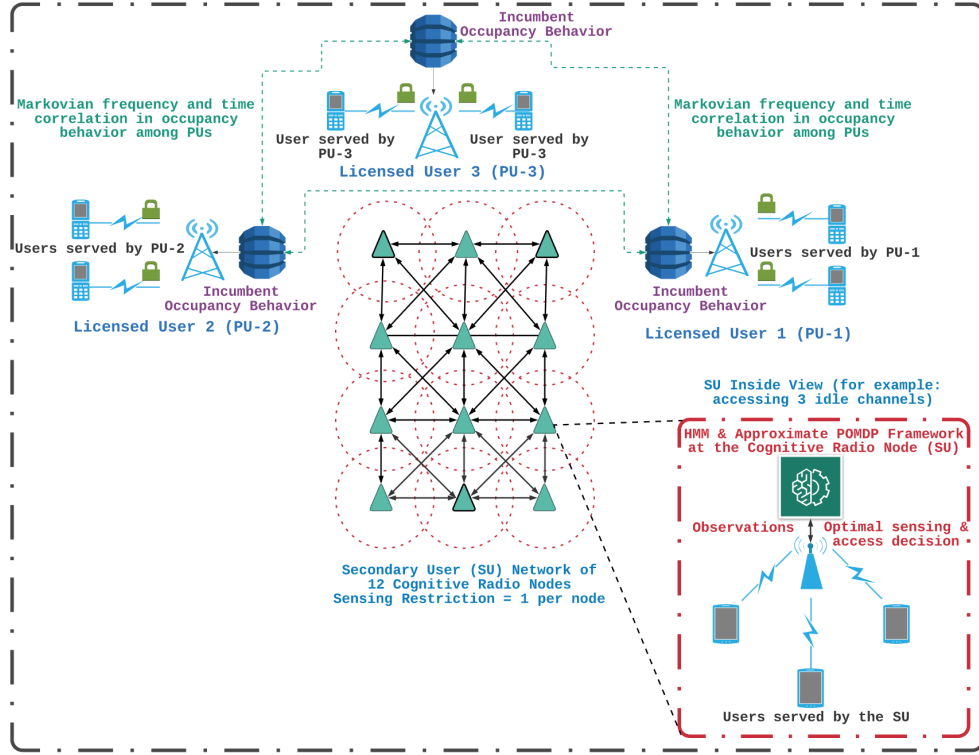 Incumbent
Occupancy Behavior
Markovian frequency and time
correlation in occupancy
behavior among PUs
Markovian frequency and time
correlation in occupancy
behavior among PUs
User served by
PU-3
User served by
PU-3
Licensed User 3 (PU-3)
Users served by PU-2
Users served by PU-1
Incumbent
Occupancy Behavior
Incumbent
Occupancy Behavior
Licensed User 2 (PU-2)
Licensed User 1 (PU-1)
SU Inside View (for example:
accessing 3 idle channels)
HMM & Approximate POMDP Framework
at the Cognitive Radio Node (SU)
Observations
Optimal sensing &
access decision
Secondary User (SU) Network of
12 Cognitive Radio Nodes
Sensing Restriction = 1 per node
Users served by the SU